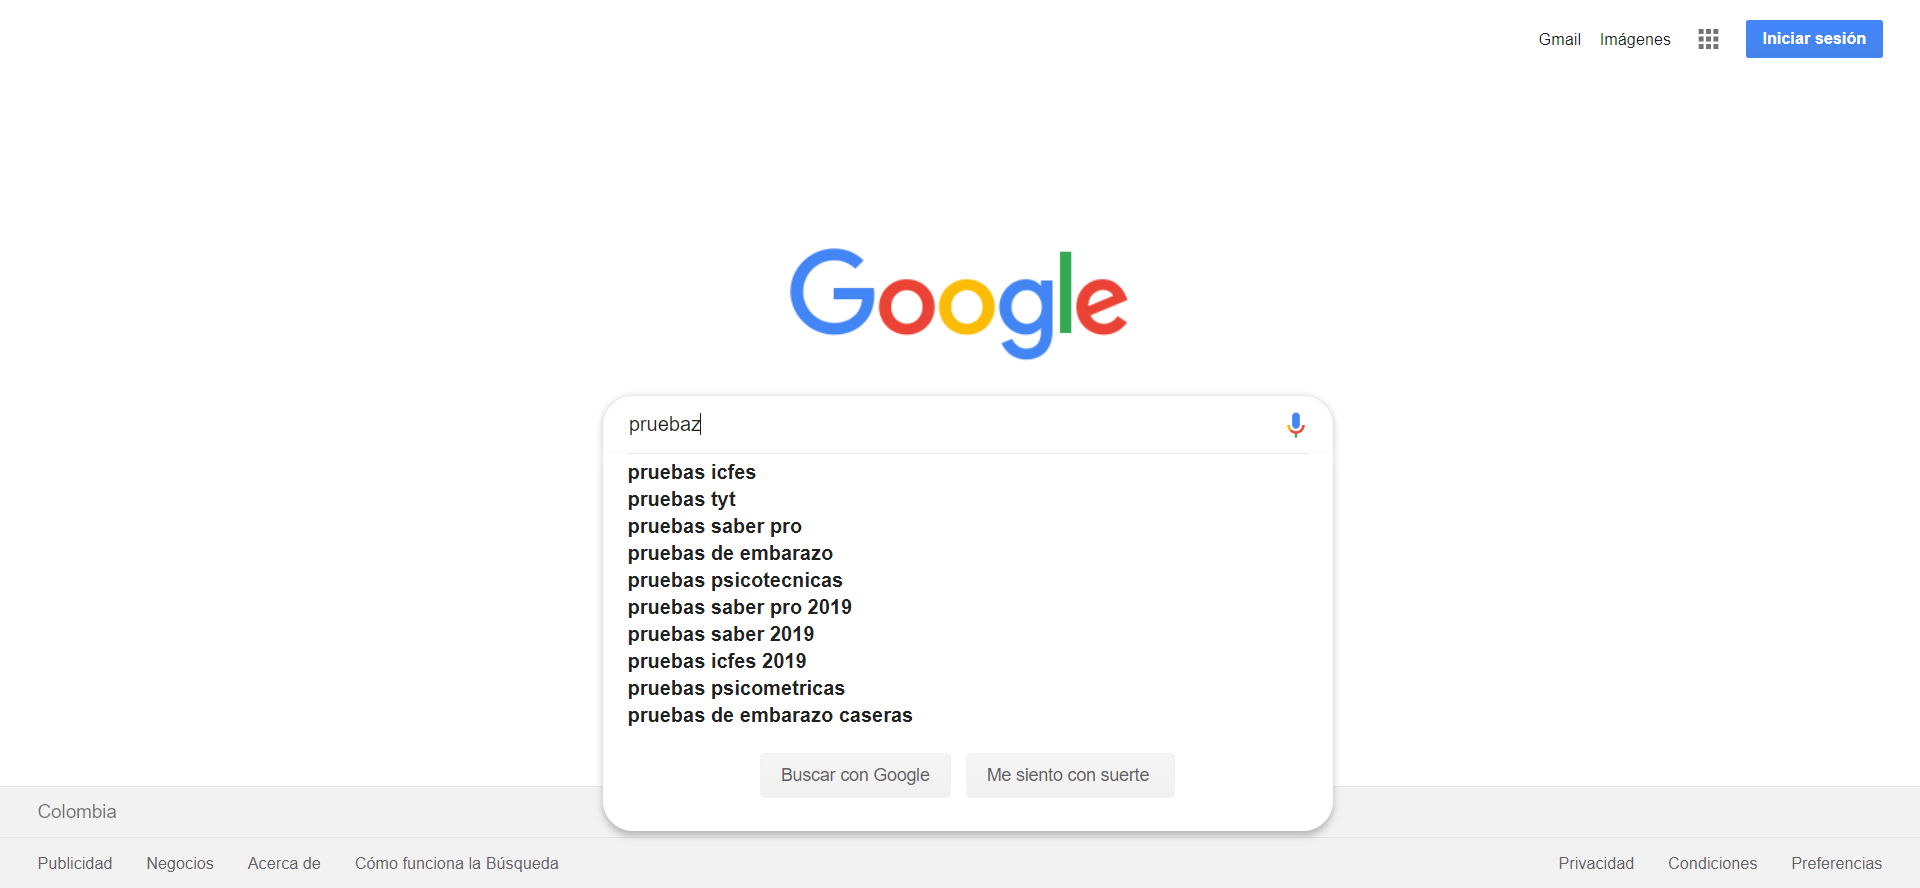 Gmail Imágenes Iniciar sesión
Google
pruebaz
pruebas icfes
pruebas tyt
pruebas saber pro
pruebas de embarazo
pruebas psicotecnicas
pruebas saber pro 2019
pruebas saber 2019
pruebas icfes 2019
pruebas psicometricas
pruebas de embarazo caseras
Buscar con Google Me siento con suerte
Colombia
Publicidad Negocios Acerca de Cómo funciona la Búsqueda Privacidad Condiciones Preferencias